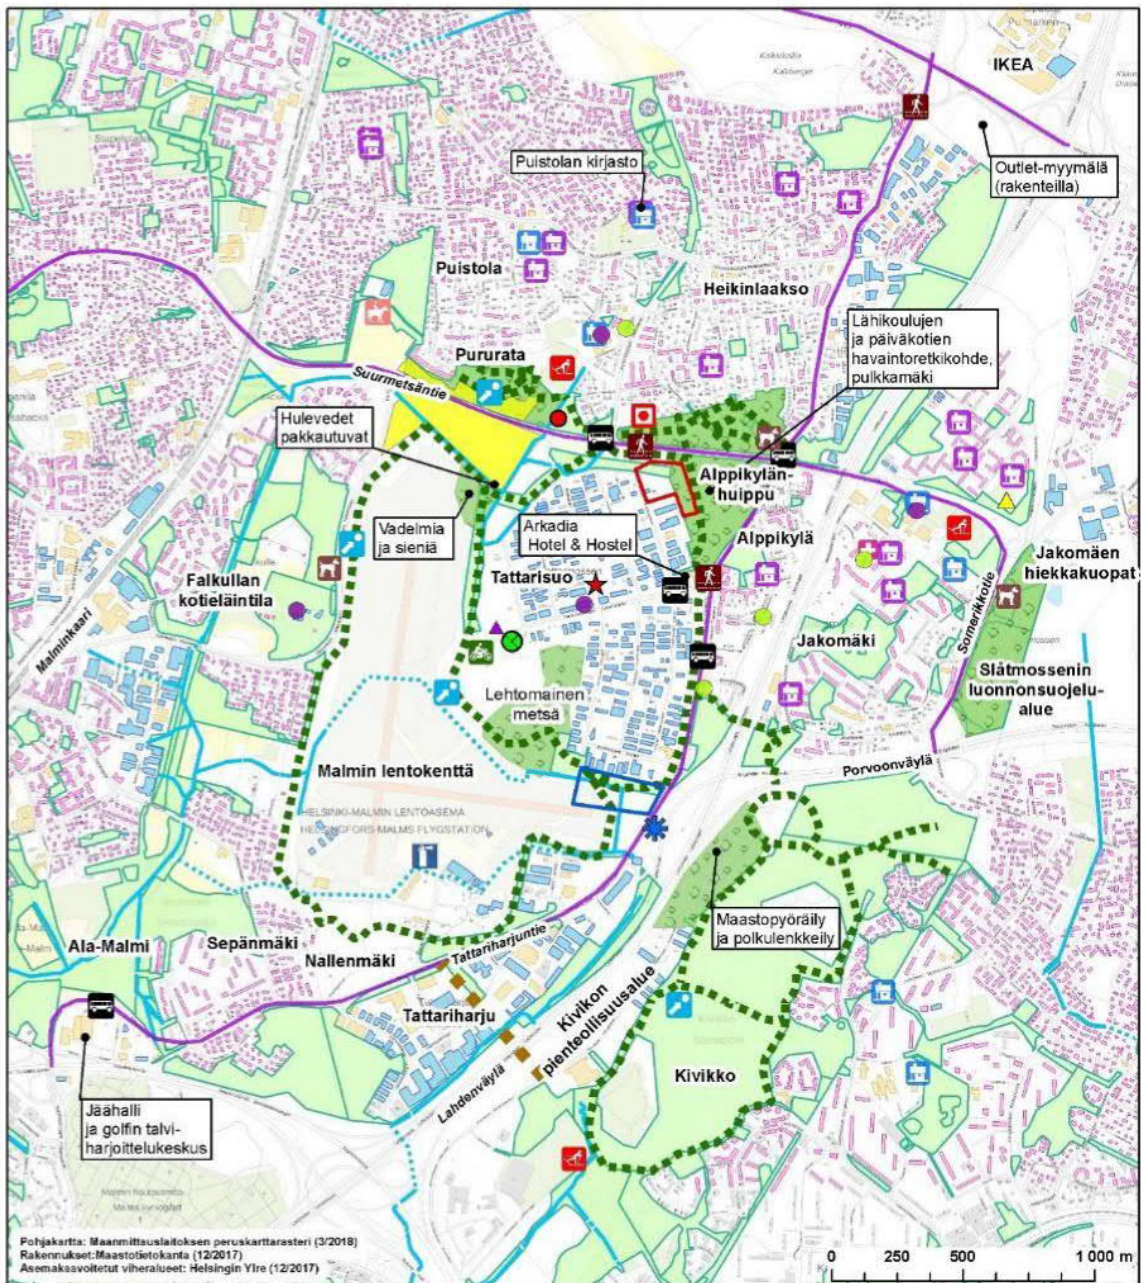 IKEA
Puistolan kirjasto
Outlet-myymälä
(rakenteilla)
Puistola
Heikinlaakso
Lähikoulujen
ja päiväkotien
havaintoretkikohde,
pulkkamäki
Pururata
Suurmetsäntie
Hulevedet
pakkautuvat
Alppikylän-
huippu
Vadelmia
ja sieniä
Arkadia
Hotel & Hostel
Alppikylä
Tattarisuo
Falkullan
kotieläintila
Jakomäen
hiekkakuopat
Malminkaari
Somerikkotie
Jakomäki
Slåtmossenin
luonnonsuojelu-
alue
Lehtomainen
metsä
Malmin lentokenttä
Porvoonväylä
HELSINKI-MALMIN LENTOASEMA
HELSINGFORS-MALMS FLYGSTATION
Maastopyöräily
ja polkulenkkeily
Ala-Malmi
Sepänmäki
Nallenmäki
Tattariharjuntie
Tattariharju
Kivikon
pienteollisuusalue
Lahdenväylä
Kivikko
Jäähalli
ja golfin talvi-
harjoittelukeskus
Pohjakartta: Maanmittauslaitoksen peruskarttarasteri (3/2018)
Rakennukset:Maastotietokanta (12/2017)
Asemakaavoitetut viheralueet: Helsingin Ylre (12/2017)
0 250 500 1 000 m